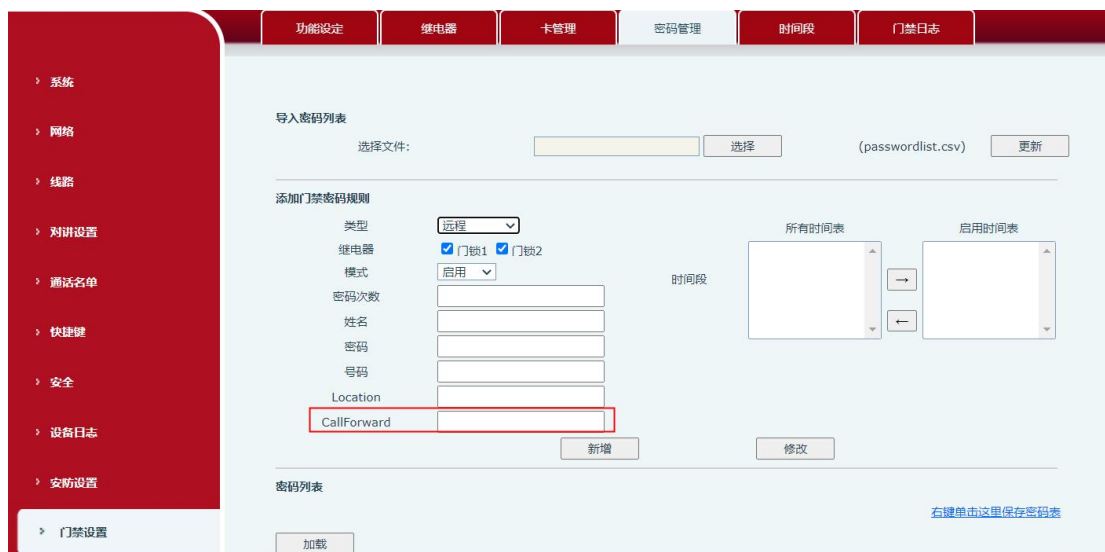 功能设定 继电器 卡管理 密码管理 时间段 门禁日志
系统
网络
线路
对讲设置
通话名单
快捷键
安全
设备日志
安防设置
门禁设置
导入密码列表
选择文件: 选择 (passwordlist.csv) 更新
添加门禁密码规则
类型 远程
继电器 门锁1 门锁2
模式 启用
密码次数
姓名
密码
号码
Location
CallForward
时间段
所有时间表 启用时间表
→
←
新增 修改
密码列表
右键单击这里保存密码表
加载